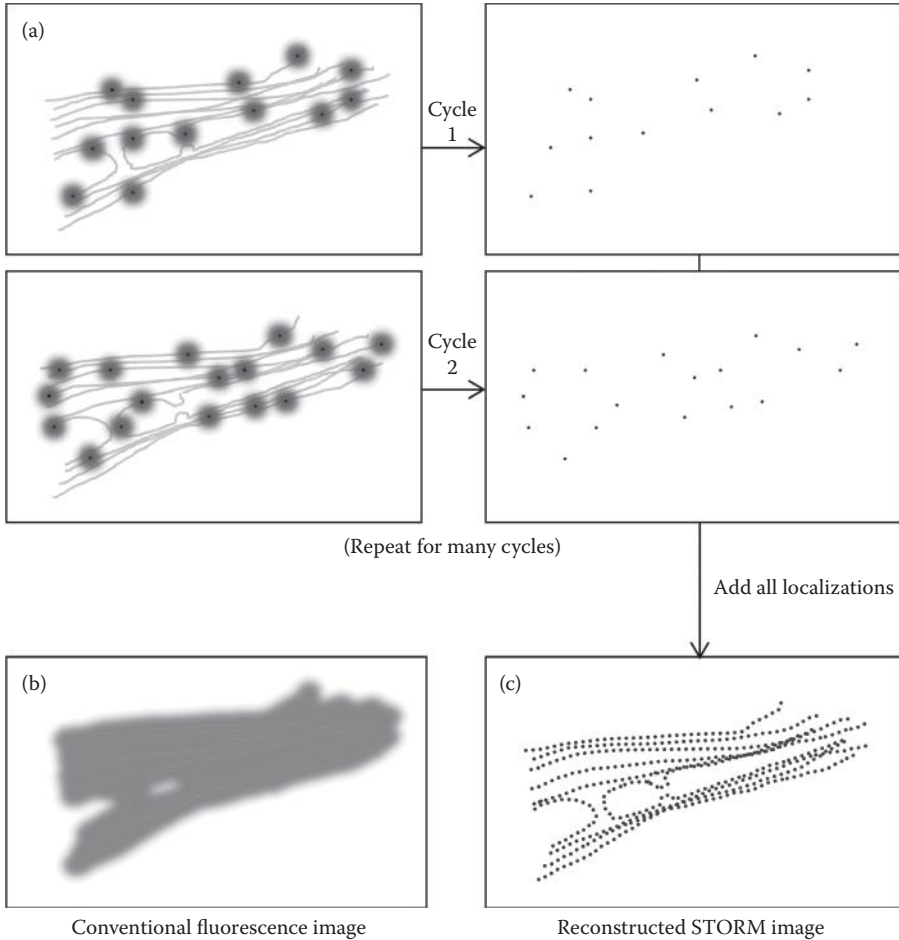 (a)
Cycle
1
Cycle
2
(Repeat for many cycles)
Add all localizations
(b)
(c)
Conventional fluorescence image
Reconstructed STORM image